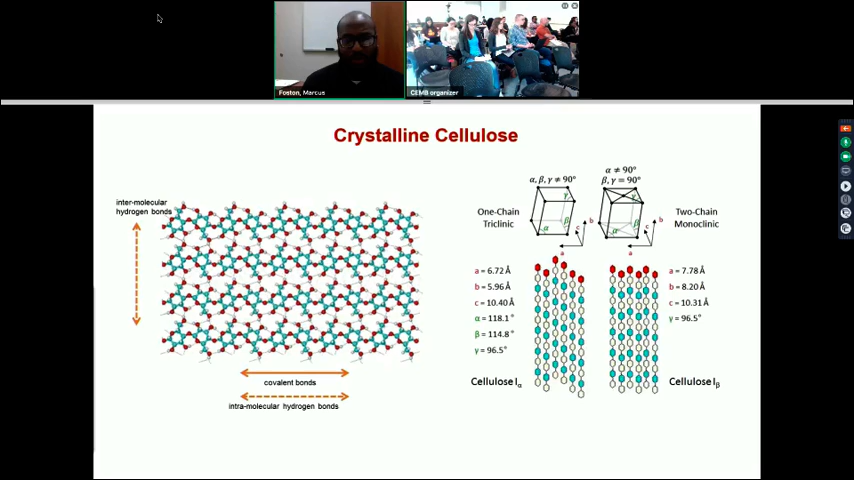 Foston, Marcus
CEMB organizer
Crystalline Cellulose
inter-molecular
hydrogen bonds
covalent bonds
intra-molecular hydrogen bonds
α, β, γ ≠ 90°
α ≠ 90°
β, γ = 90°
One-Chain
Triclinic
γ
β
α
b
c
a
γ
β
α
b
c
a
Two-Chain
Monoclinic
a = 6.72 Å
b = 5.96 Å
c = 10.40 Å
α = 118.1°
β = 114.8°
γ = 96.5°
a = 7.78 Å
b = 8.20 Å
c = 10.31 Å
γ = 96.5°
Cellulose Iα
Cellulose Iβ